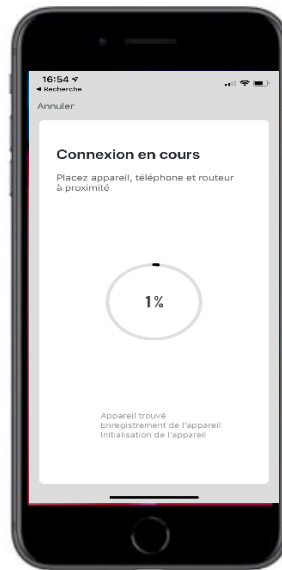 16:54
◀ Recherche
Annuler
Connexion en cours
Placez appareil, téléphone et routeur
à proximité
1%
Appareil trouvé
Enregistrement de l'appareil
Initialisation de l'appareil